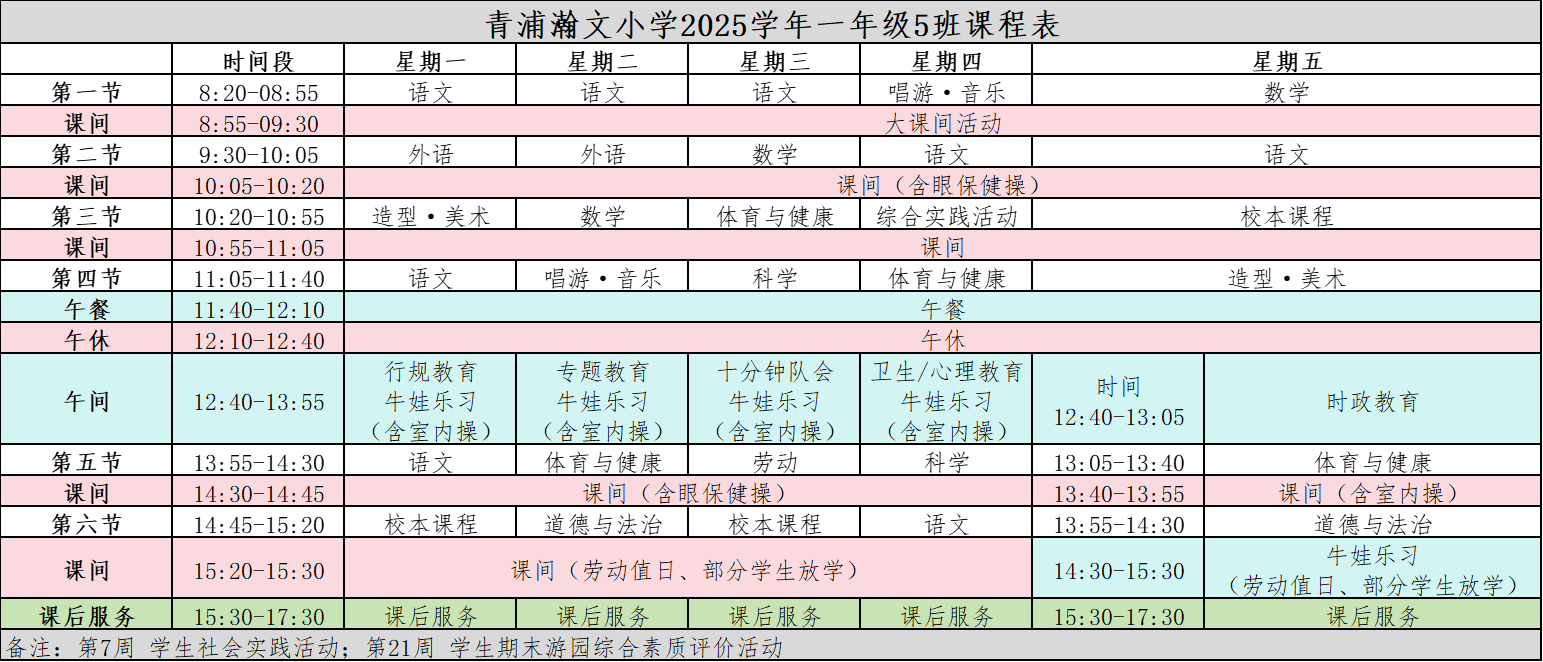 青浦瀚文小学2025学年一年级5班课程表
时间段 星期一 星期二 星期三 星期四 星期五
第一节 8:20-08:55 语文 语文 语文 唱游·音乐 数学
课间 8:55-09:30 大课间活动
第二节 9:30-10:05 外语 外语 数学 语文 语文
课间 10:05-10:20 课间（含眼保健操）
第三节 10:20-10:55 造型·美术 数学 体育与健康 综合实践活动 校本课程
课间 10:55-11:05 课间
第四节 11:05-11:40 语文 唱游·音乐 科学 体育与健康 造型·美术
午餐 11:40-12:10 午餐
午休 12:10-12:40 午休
午间 12:40-13:55
行规教育
牛娃乐习
（含室内操）
专题教育
牛娃乐习
（含室内操）
十分钟队会
牛娃乐习
（含室内操）
卫生/心理教育
牛娃乐习
（含室内操）
时间
12:40-13:05
时政教育
第五节 13:55-14:30 语文 体育与健康 劳动 科学 13:05-13:40 体育与健康
课间 14:30-14:45 课间（含眼保健操） 13:40-13:55 课间（含室内操）
第六节 14:45-15:20 校本课程 道德与法治 校本课程 语文 13:55-14:30 道德与法治
课间 15:20-15:30 课间（劳动值日、部分学生放学） 14:30-15:30
牛娃乐习
（劳动值日、部分学生放学）
课后服务 15:30-17:30 课后服务 课后服务 课后服务 课后服务 15:30-17:30 课后服务
备注：第7周 学生社会实践活动；第21周 学生期末游园综合素质评价活动